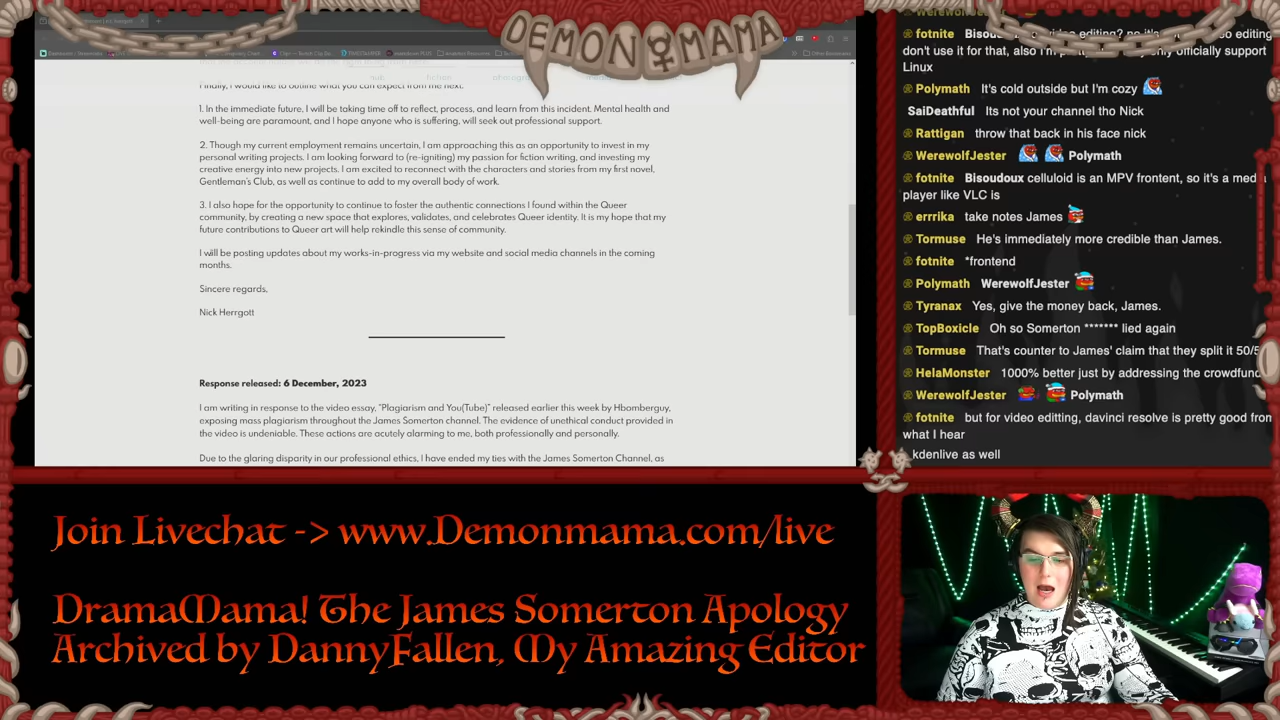 DEMON MAMA
Other Bookmarks
Finally, I would like to outline what you can expect from me next.
1. In the immediate future, I will be taking time off to reflect, process, and learn from this incident. Mental health and
well-being are paramount, and I hope anyone who is suffering, will seek out professional support.
2. Though my current employment remains uncertain, I am approaching this as an opportunity to invest in my
personal writing projects. I am looking forward to (re-igniting) my passion for fiction writing, and investing my
creative energy into new projects. I am excited to reconnect with the characters and stories from my first novel,
Gentleman's Club, as well as continue to add to my overall body of work.
3. I also hope for the opportunity to continue to foster the authentic connections I found within the Queer
community, by creating a new space that explores, validates, and celebrates Queer identity. It is my hope that my
future contributions to Queer art will help rekindle this sense of community.
I will be posting updates about my works-in-progress via my website and social media channels in the coming
months.
Sincere regards,
Nick Herrgott
Response released: 6 December, 2023
I am writing in response to the video essay, "Plagiarism and You(Tube)" released earlier this week by Hbomberguy,
exposing mass plagiarism throughout the James Somerton channel. The evidence of unethical conduct provided in
the video is undeniable. These actions are acutely alarming to me, both professionally and personally.
Due to the glaring disparity in our professional ethics, I have ended my ties with the James Somerton Channel, as
fotnite Bisoudoux video editing? no it's editing
don't use it for that, also I'm only officially support
Linux
Polymath It's cold outside but I'm cozy
SaiDeathful Its not your channel tho Nick
Rattigan throw that back in his face nick
WerewolfJester Polymath
fotnite Bisoudoux celluloid is an MPV frontent, so it's a media
player like VLC is
errrika take notes James
Tormuse He's immediately more credible than James.
fotnite *frontend
Polymath WerewolfJester
Tyranax Yes, give the money back, James.
TopBoxicle Oh so Somerton ******* lied again
Tormuse That's counter to James' claim that they split it 50/5
HelaMonster 1000% better just by addressing the crowdfund
WerewolfJester Polymath
fotnite but for video editting, davinci resolve is pretty good from
what I hear
kdenlive as well
Join Livechat -> www.Demonmama.com/live
DramaMama! The James Somerton Apology
Archived by DannyFallen, My Amazing Editor